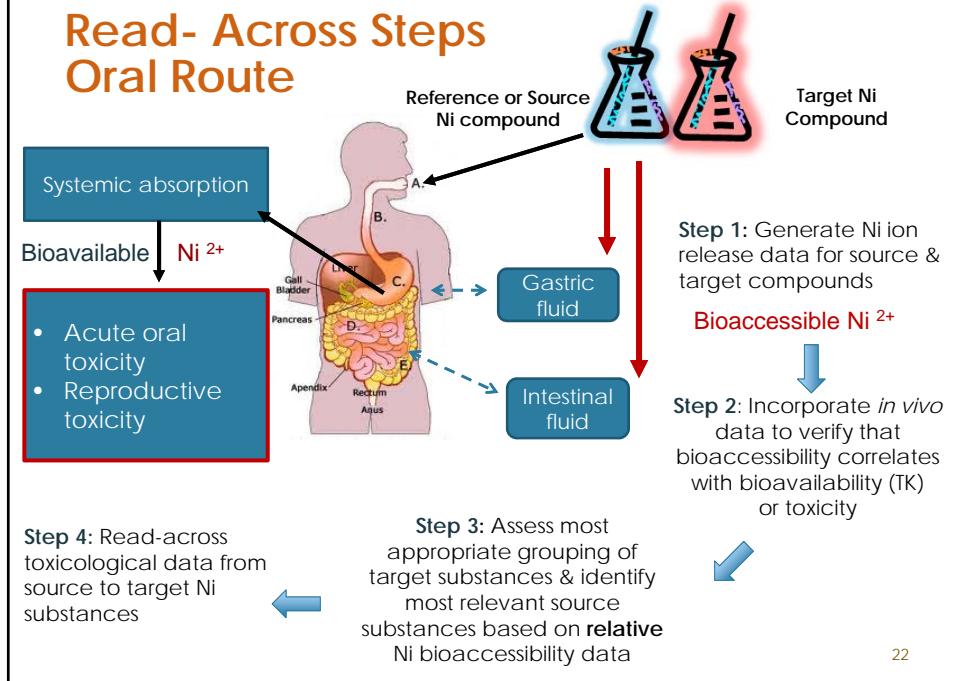 Read- Across Steps
Oral Route
Reference or Source
Ni compound
Target Ni
Compound
Systemic absorption
Bioavailable
Ni 2+
• Acute oral
toxicity
• Reproductive
toxicity
A.
B.
Liver
C.
Gall
Bladder
Pancreas
D.
E.
Apendix
Rectum
Anus
Gastric
fluid
Intestinal
fluid
Step 1: Generate Ni ion
release data for source &
target compounds
Bioaccessible Ni 2+
Step 2: Incorporate in vivo
data to verify that
bioaccessibility correlates
with bioavailability (TK)
or toxicity
Step 3: Assess most
appropriate grouping of
target substances & identify
most relevant source
substances based on relative
Ni bioaccessibility data
Step 4: Read-across
toxicological data from
source to target Ni
substances
22